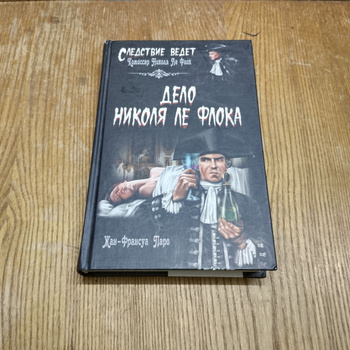 Следствие ведет
Комиссар Николя Ле Флок
ДЕЛО
НИКОЛЯ ЛЕ ФЛОКА
Жан-Франсуа Паро